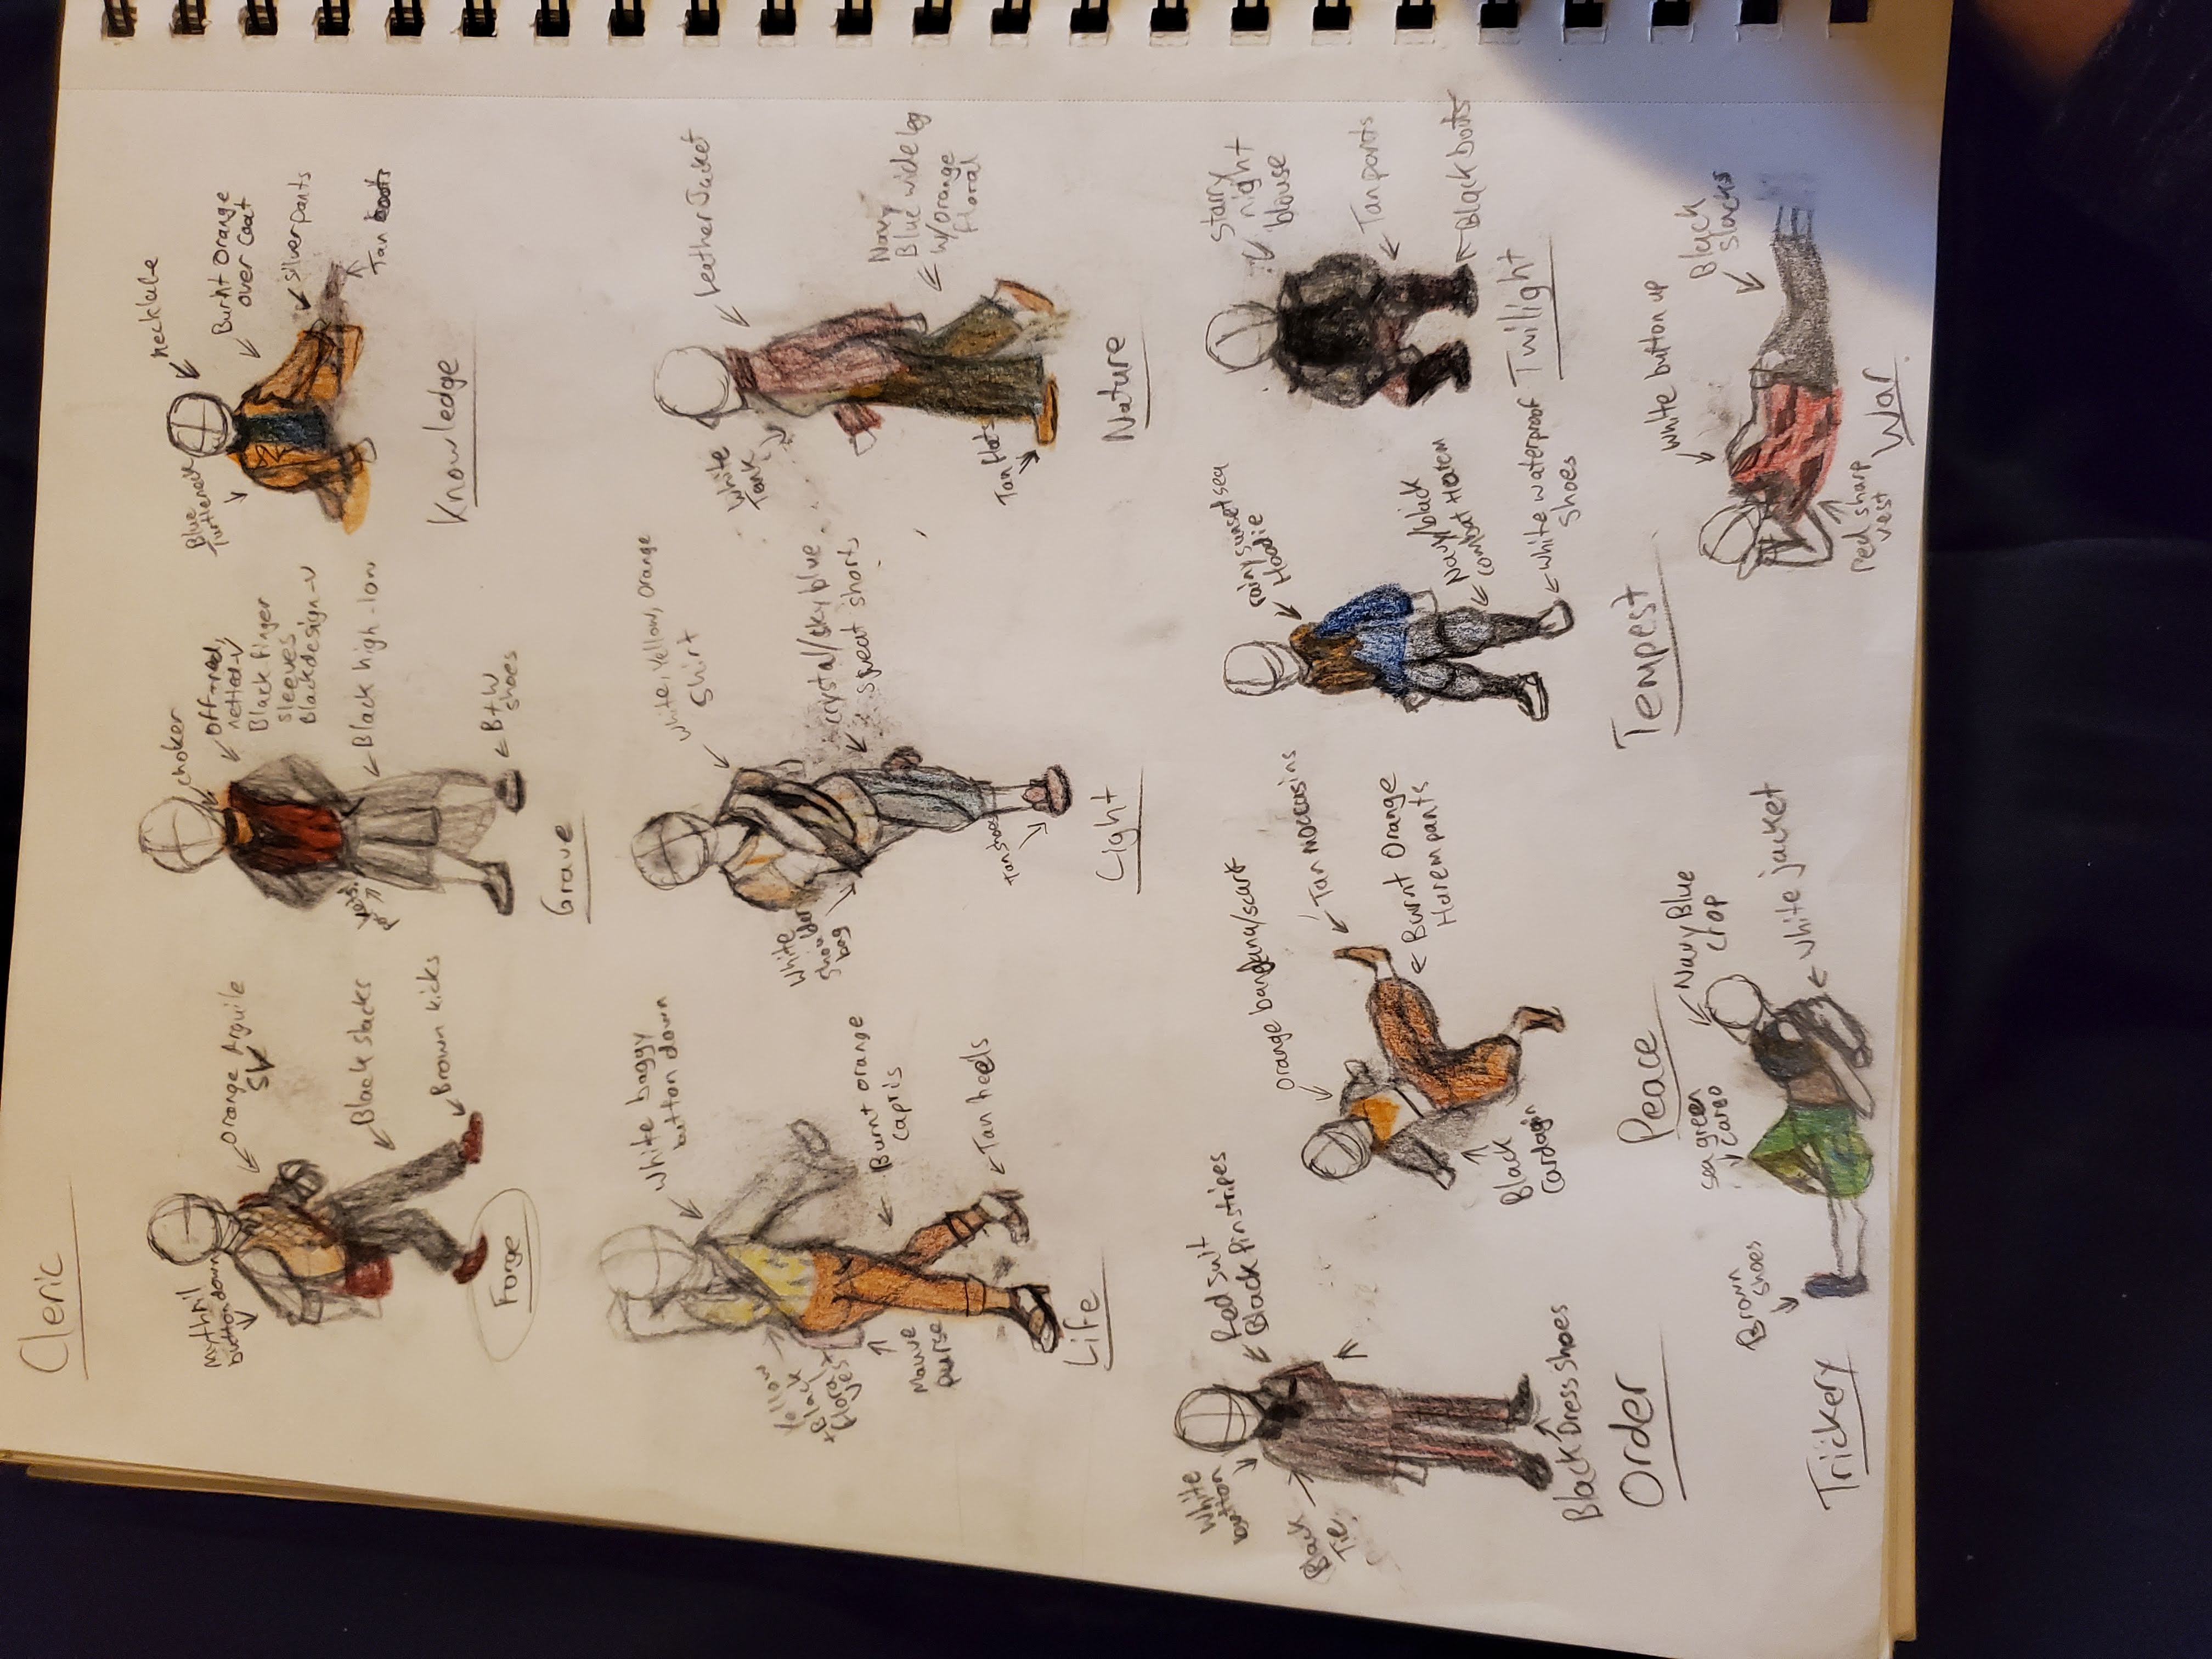 Cleric
Mythril
button down
Orange Arguile
Sv
Black slacks
Brown kicks
Forge
choker
Off-red,
netted-V
Black finger
sleeves
Black design-V
pockets!
Black high-low
B+W
shoes
Grave
necklace
Blue
Turtleneck
Burnt Orange
over coat
silver pants
Tan boots
Knowledge
White baggy
button down
Yellow
+Black
floral
vest
Mauve
purse
Burnt orange
capris
Tan heels
Life
White, Yellow, Orange
Shirt
White
shoulder
bag
crystal/sky blue
sweat shorts
Tan shoes
Light
White
Tank
Leather Jacket
Navy
Blue wide leg
w/orange
floral
Tan flats
Nature
White
button
Red suit
Black Pinstripes
Black
Tie
Black Dress shoes
Order
Orange bandana/scarf
Tan moccasins
Burnt Orange
Harem pants
Black
Cardagin
Peace
rainy sunset sea
Hoodie
Navy/black
combat Harem
White waterproof
Shoes
Tempest
Starry
night
blouse
Tan pants
Black boots
Twilight
Brown
shoes
sea green
cargo
Navy Blue
crop
white jacket
Trickery
white button up
Black
Slacks
red sharp
vest
War